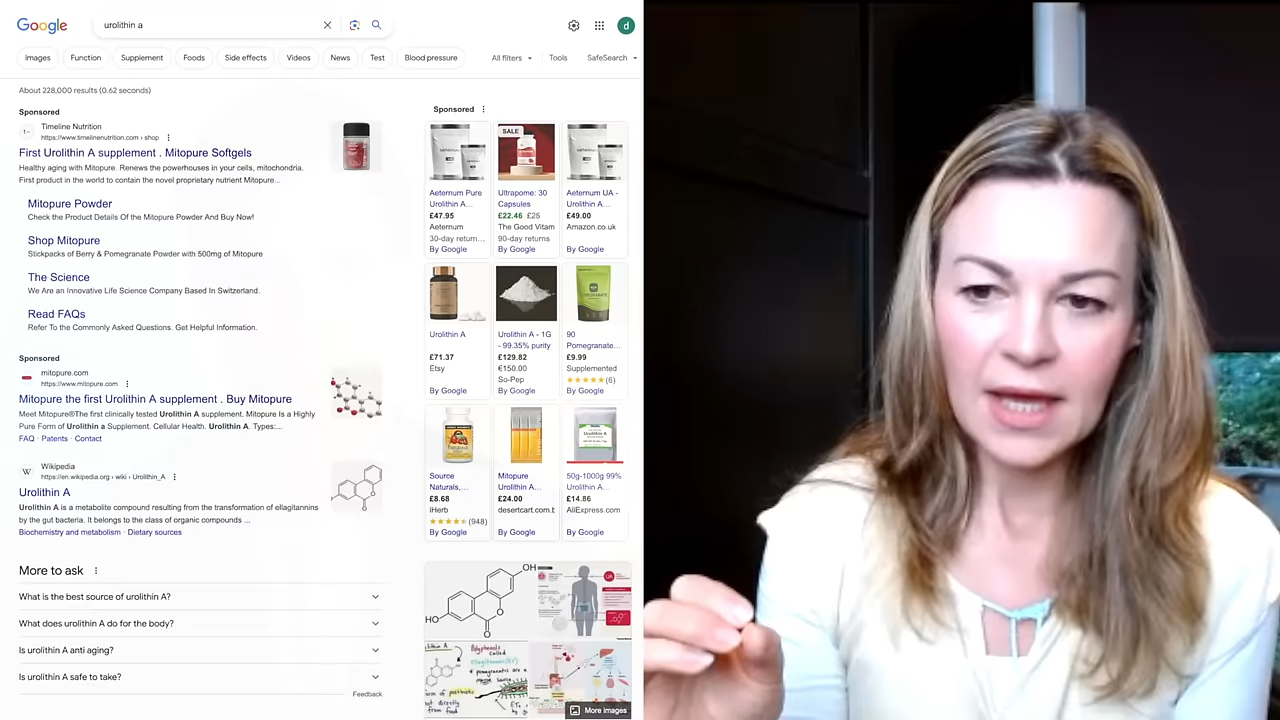 Google
urolithin a
d
Images
Function
Supplement
Foods
Side effects
Videos
News
Test
Blood pressure
All filters
Tools
SafeSearch
About 228,000 results (0.62 seconds)
Sponsored
Timeline Nutrition
https://www.timelinenutrition.com › shop
First Urolithin A supplement . Mitopure Softgels
Healthy aging with Mitopure. Renews the powerhouses in your cells, mitochondria.
First product in the world to contain the novel proprietary nutrient Mitopure...
Mitopure Powder
Check the Product Details Of the Mitopure Powder And Buy Now!
Shop Mitopure
Stickpacks of Berry & Pomegranate Powder with 500mg of Mitopure
The Science
We Are an Innovative Life Science Company Based In Switzerland.
Read FAQs
Refer To the Commonly Asked Questions. Get Helpful Information.
Sponsored
mitopure.com
https://www.mitopure.com
Mitopure the first Urolithin A supplement . Buy Mitopure
Meet Mitopure®The first clinically tested Urolithin A supplement. Mitopure Is a Highly
Pure Form of Urolithin a Supplement. Cellular Health. Urolithin A. Types:...
FAQ · Patents · Contact
W
Wikipedia
https://en.wikipedia.org › wiki › Urolithin_A
Urolithin A
Urolithin A is a metabolite compound resulting from the transformation of ellagitannins
by the gut bacteria. It belongs to the class of organic compounds ...
Biochemistry and metabolism · Dietary sources
More to ask
What is the best source of urolithin A?
What does urolithin A do for the body?
Is urolithin A anti aging?
Is urolithin A safe to take?
Feedback
Sponsored
SALE
Aeternum Pure
Urolithin A…
£47.95
Aeternum
30-day return…
By Google
Ultrapome: 30
Capsules
£22.46 £25
The Good Vitam
90-day returns
By Google
Aeternum UA -
Urolithin A…
£49.00
Amazon.co.uk
By Google
Urolithin A
£71.37
Etsy
By Google
Urolithin A - 1G
- 99.35% purity
£129.82
€150.00
So-Pep
By Google
90
Pomegranate…
£9.99
Supplemented
(6)
By Google
Source
Naturals,…
£8.68
iHerb
(948)
By Google
Mitopure
Urolithin A…
£24.00
desertcart.com.t
By Google
Urolithin A
50g-1000g 99%
Urolithin A…
£14.86
AliExpress.com
By Google
OH
HO
O
O
UA
Polyphenols
called
More images